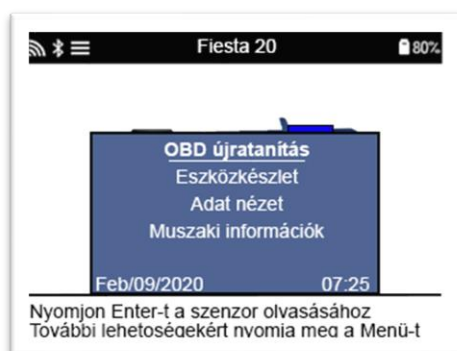 Fiesta 20 80%
OBD újratanítás
Eszközkészlet
Adat nézet
Muszaki információk
Feb/09/2020 07:25
Nyomjon Enter-t a szenzor olvasásához
További lehetoségekért nyomja meg a Menü-t